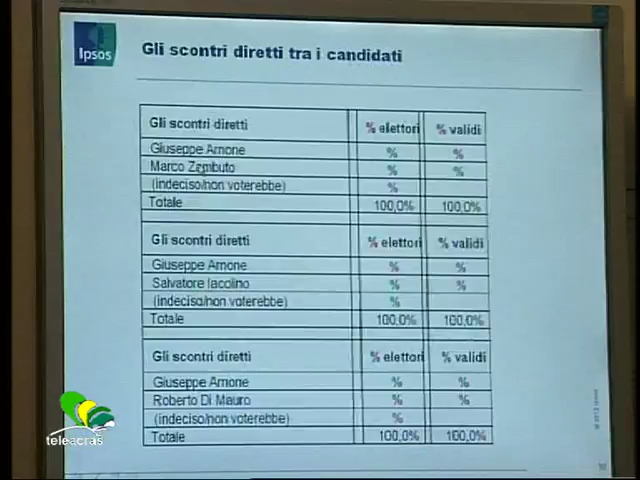 Ipsos
Gli scontri diretti tra i candidati
Gli scontri diretti % elettori % validi
Giuseppe Arnone % %
Marco Zambuto % %
(indeciso/non voterebbe) %
Totale 100,0% 100,0%
Gli scontri diretti % elettori % validi
Giuseppe Arnone % %
Salvatore Iacolino % %
(indeciso/non voterebbe) %
Totale 100,0% 100,0%
Gli scontri diretti % elettori % validi
Giuseppe Arnone % %
Roberto Di Mauro % %
(indeciso/non voterebbe) %
Totale 100,0% 100,0%
teleacras